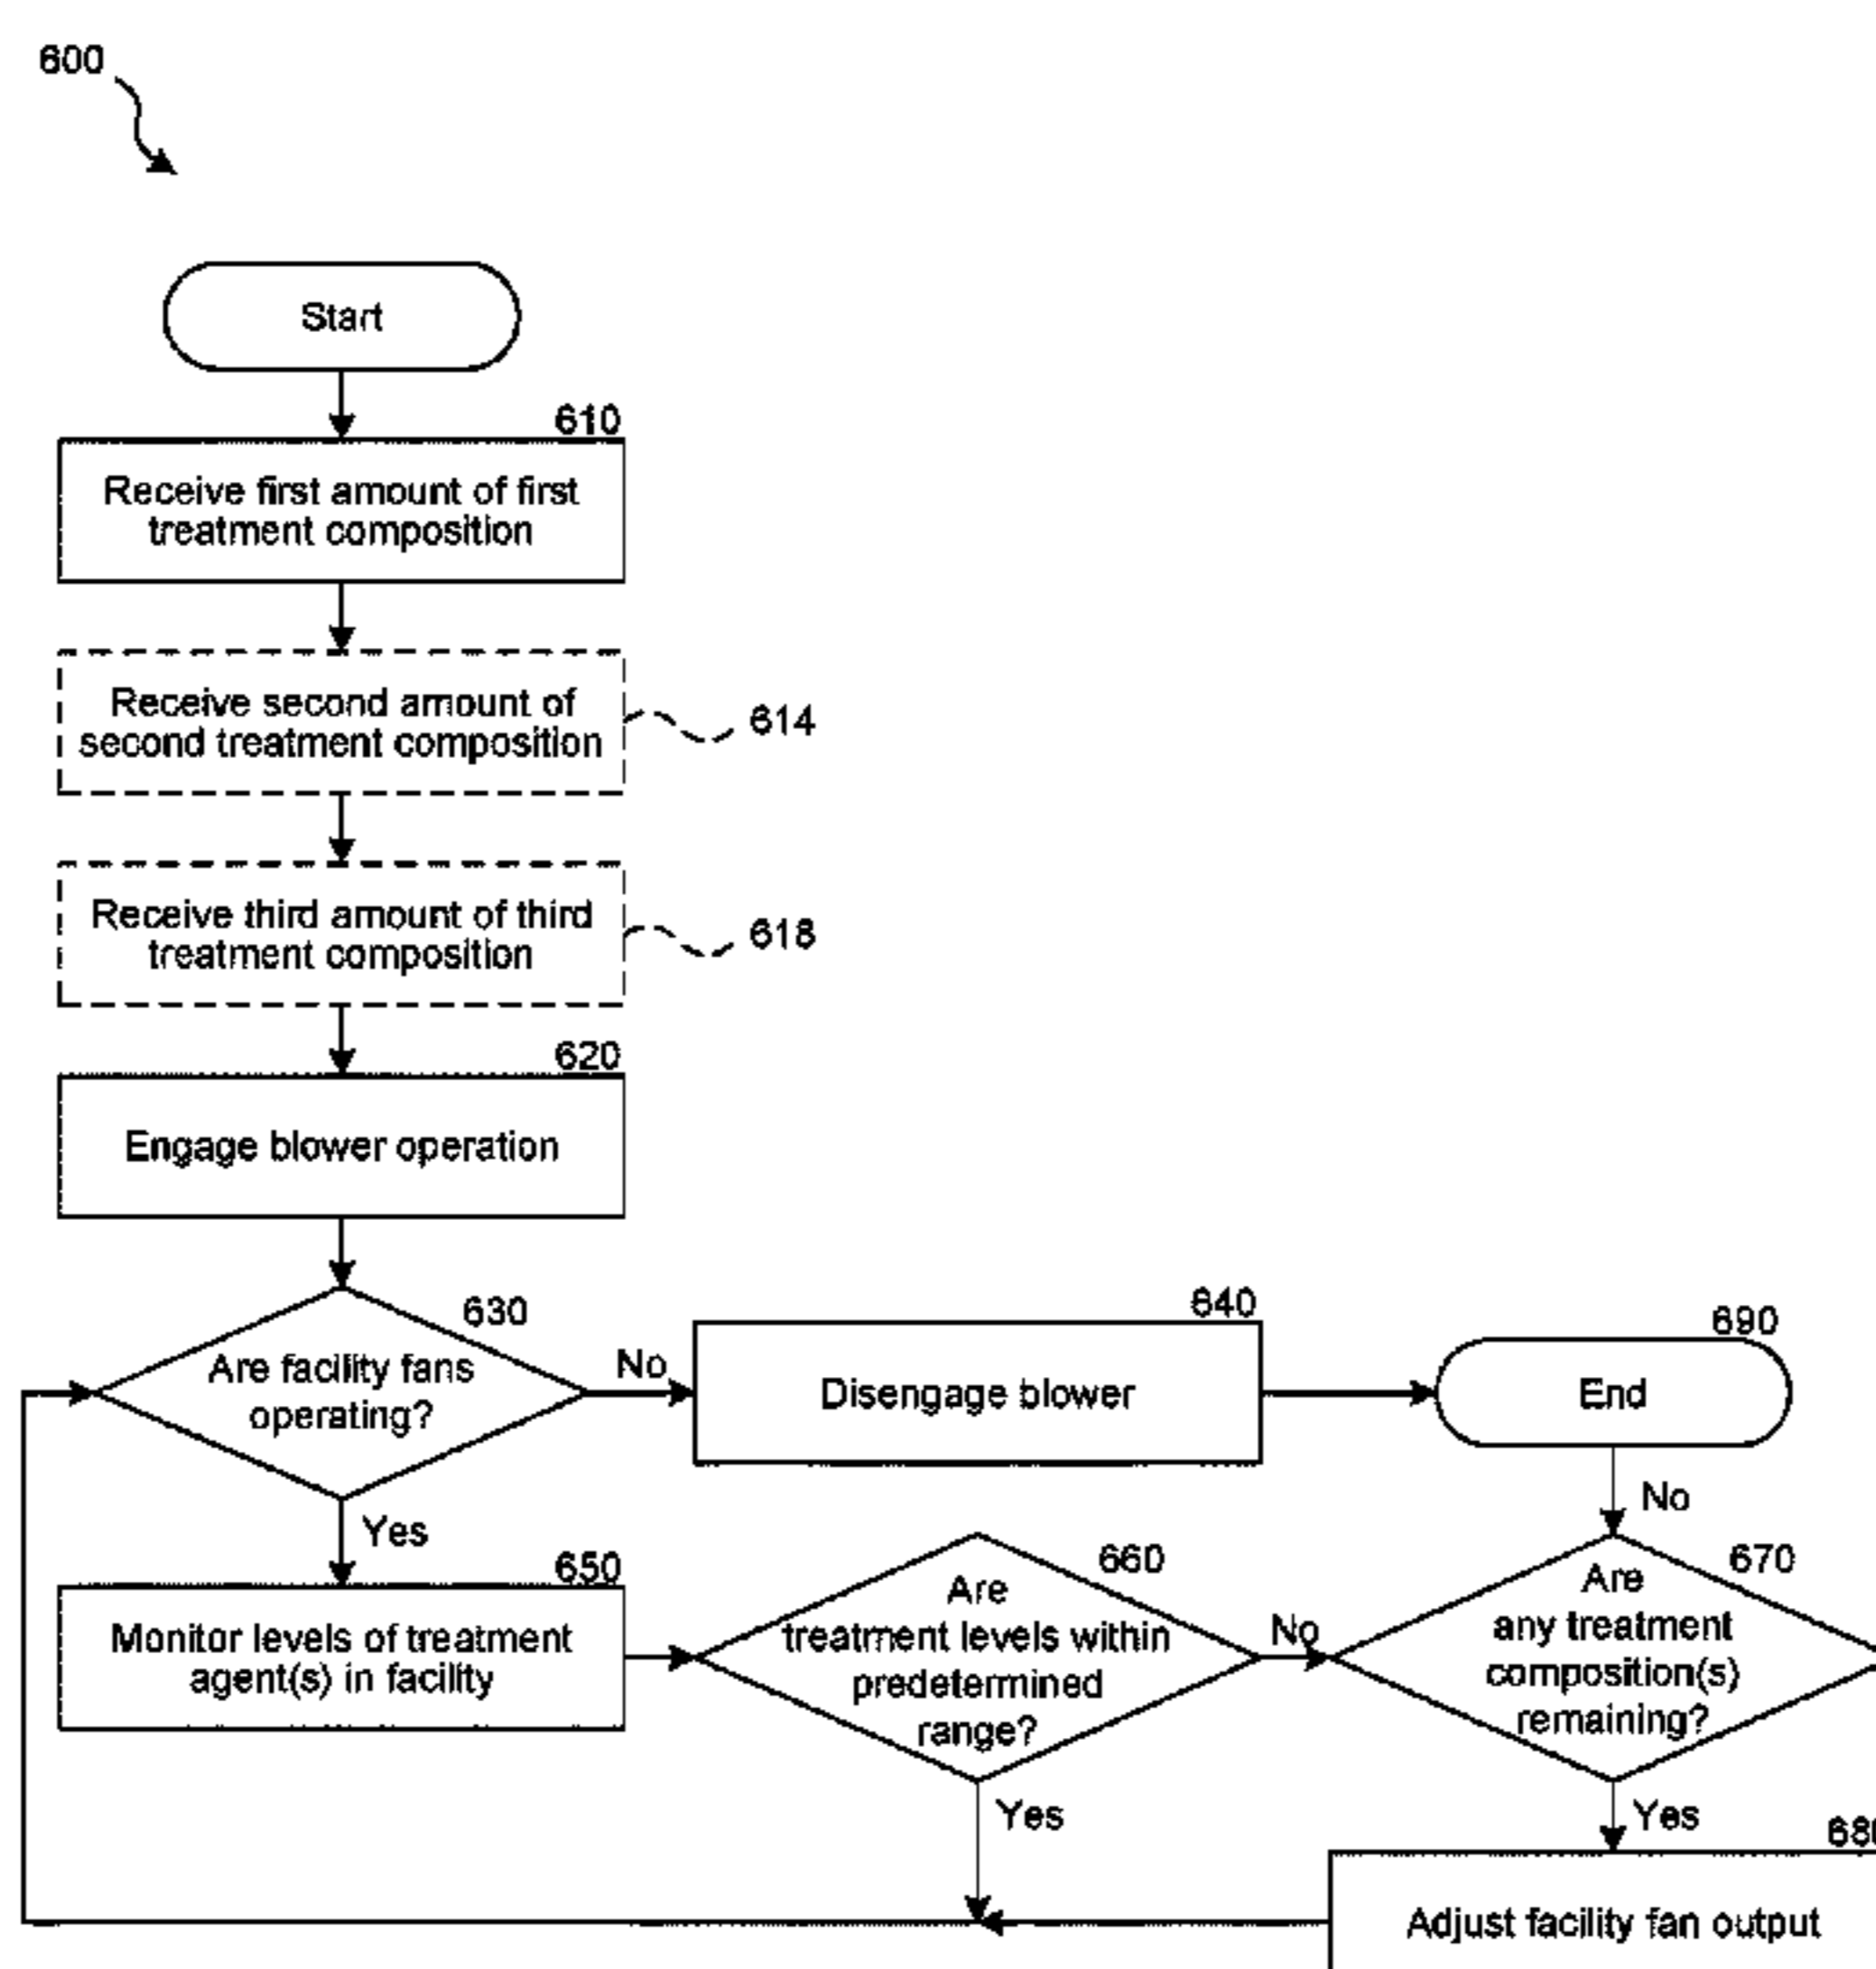 600
Start
610
Receive first amount of first
treatment composition
Receive second amount of
second treatment composition
614
Receive third amount of third
treatment composition
618
620
Engage blower operation
630
Are facility fans
operating?
No
640
Disengage blower
690
End
No
Yes
650
Monitor levels of treatment
agent(s) in facility
660
Are
treatment levels within
predetermined
range?
No
670
Are
any treatment
composition(s)
remaining?
Yes
Yes
680
Adjust facility fan output